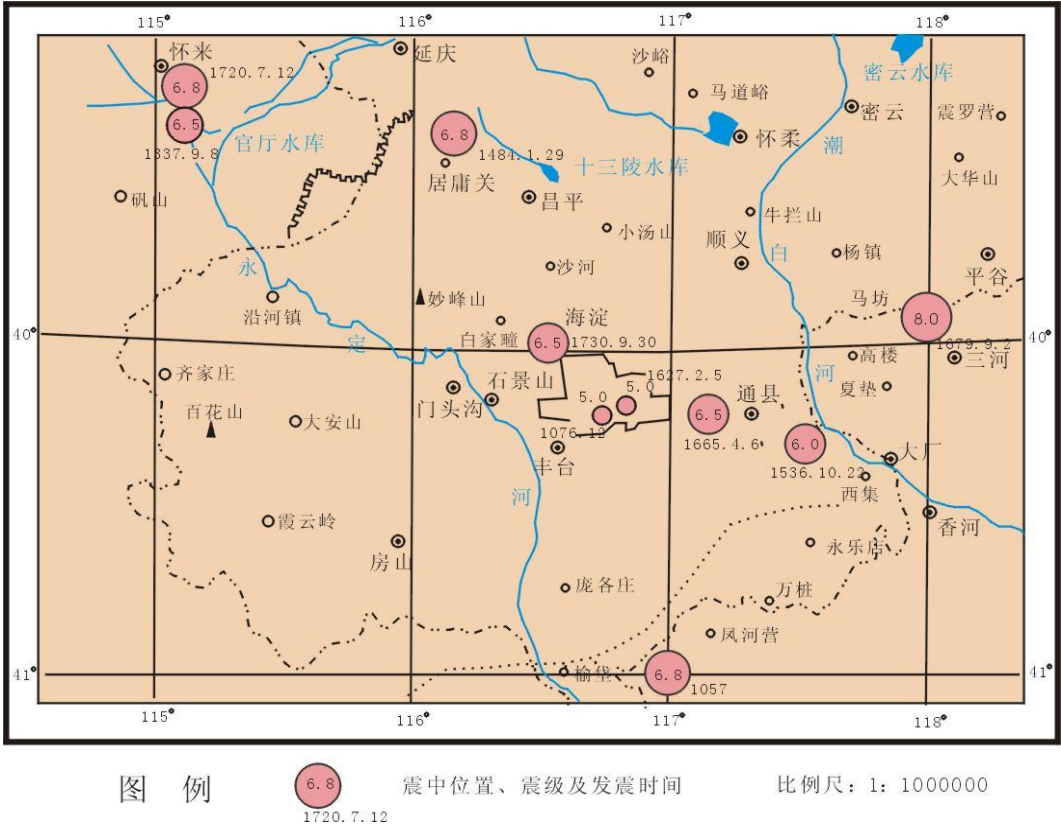 115° 116° 117° 118°
怀来
延庆
沙峪
密云水库
6.8
1720.7.12
马道峪
密云
震罗营
6.5
1337.9.8
官厅水库
6.8
1484.1.29
居庸关
十三陵水库
怀柔
潮
大华山
矾山
昌平
牛拦山
小汤山
顺义
白
杨镇
平谷
永
沙河
沿河镇
妙峰山
马坊
8.0
1679.9.2
40°
定
白家疃
海淀
6.5
1730.9.30
40°
高楼
三河
齐家庄
石景山
1627.2.5
河
夏垫
百花山
门头沟
5.0
5.0
通县
6.5
1665.4.6
大安山
1076.12
丰台
6.0
1536.10.22
大厂
西集
河
霞云岭
香河
房山
永乐店
庞各庄
万桩
凤河营
41°
榆垡
6.8
1057
41°
115° 116° 117° 118°
图 例
6.8
1720.7.12
震中位置、震级及发震时间
比例尺：1：1000000